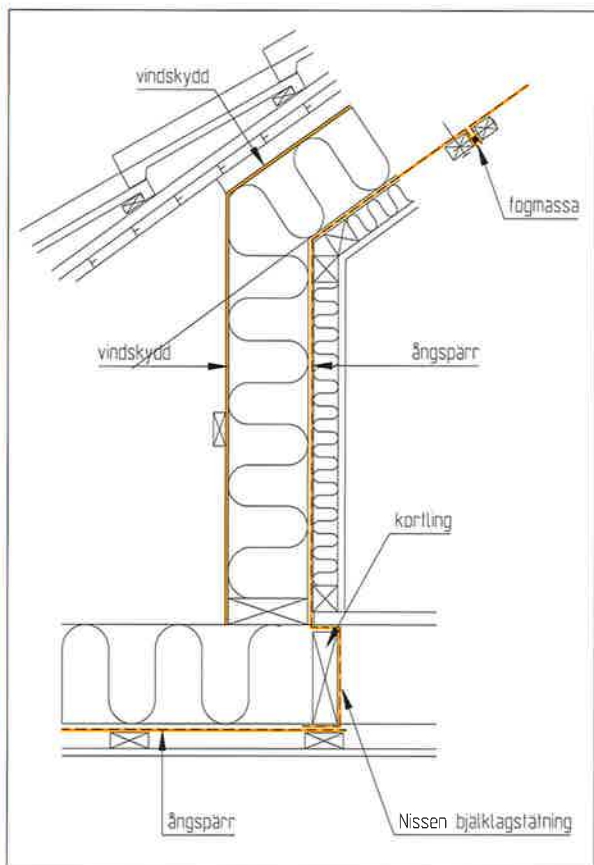 vindskydd
fogmassa
vindskydd
ångspärr
kortling
ångspärr
Nissen bjälklagstätning